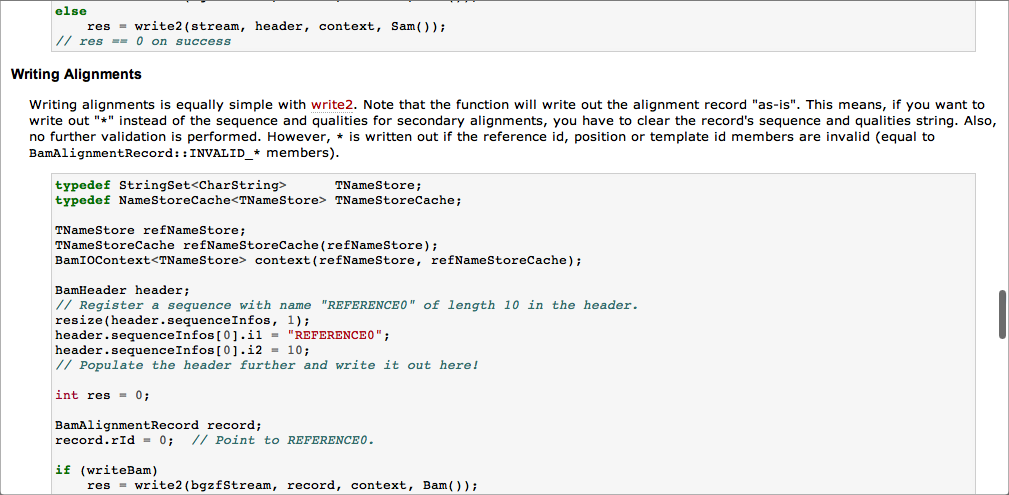 else
    res = write2(stream, header, context, Sam());
// res == 0 on success
Writing Alignments
Writing alignments is equally simple with write2. Note that the function will write out the alignment record "as-is". This means, if you want to
write out "*" instead of the sequence and qualities for secondary alignments, you have to clear the record's sequence and qualities string. Also,
no further validation is performed. However, * is written out if the reference id, position or template id members are invalid (equal to
BamAlignmentRecord::INVALID_* members).
typedef StringSet<CharString>      TNameStore;
typedef NameStoreCache<TNameStore> TNameStoreCache;
TNameStore refNameStore;
TNameStoreCache refNameStoreCache(refNameStore);
BamIOContext<TNameStore> context(refNameStore, refNameStoreCache);
BamHeader header;
// Register a sequence with name "REFERENCE0" of length 10 in the header.
resize(header.sequenceInfos, 1);
header.sequenceInfos[0].i1 = "REFERENCE0";
header.sequenceInfos[0].i2 = 10;
// Populate the header further and write it out here!
int res = 0;
BamAlignmentRecord record;
record.rId = 0;  // Point to REFERENCE0.
if (writeBam)
    res = write2(bgzfStream, record, context, Bam());